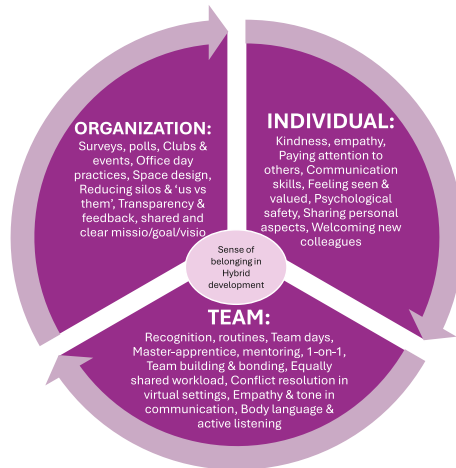 ORGANIZATION:
Surveys, polls, Clubs &
events, Office day
practices, Space design,
Reducing silos & ‘us vs
them’, Transparency &
feedback, shared and
clear missio/goal/visio
INDIVIDUAL:
Kindness, empathy,
Paying attention to
others, Communication
skills, Feeling seen &
valued, Psychological
safety, Sharing personal
aspects, Welcoming new
colleagues
Sense of
belonging in
Hybrid
development
TEAM:
Recognition, routines, Team days,
Master-apprentice, mentoring, 1-on-1,
Team building & bonding, Equally
shared workload, Conflict resolution in
virtual settings, Empathy & tone in
communication, Body language &
active listening